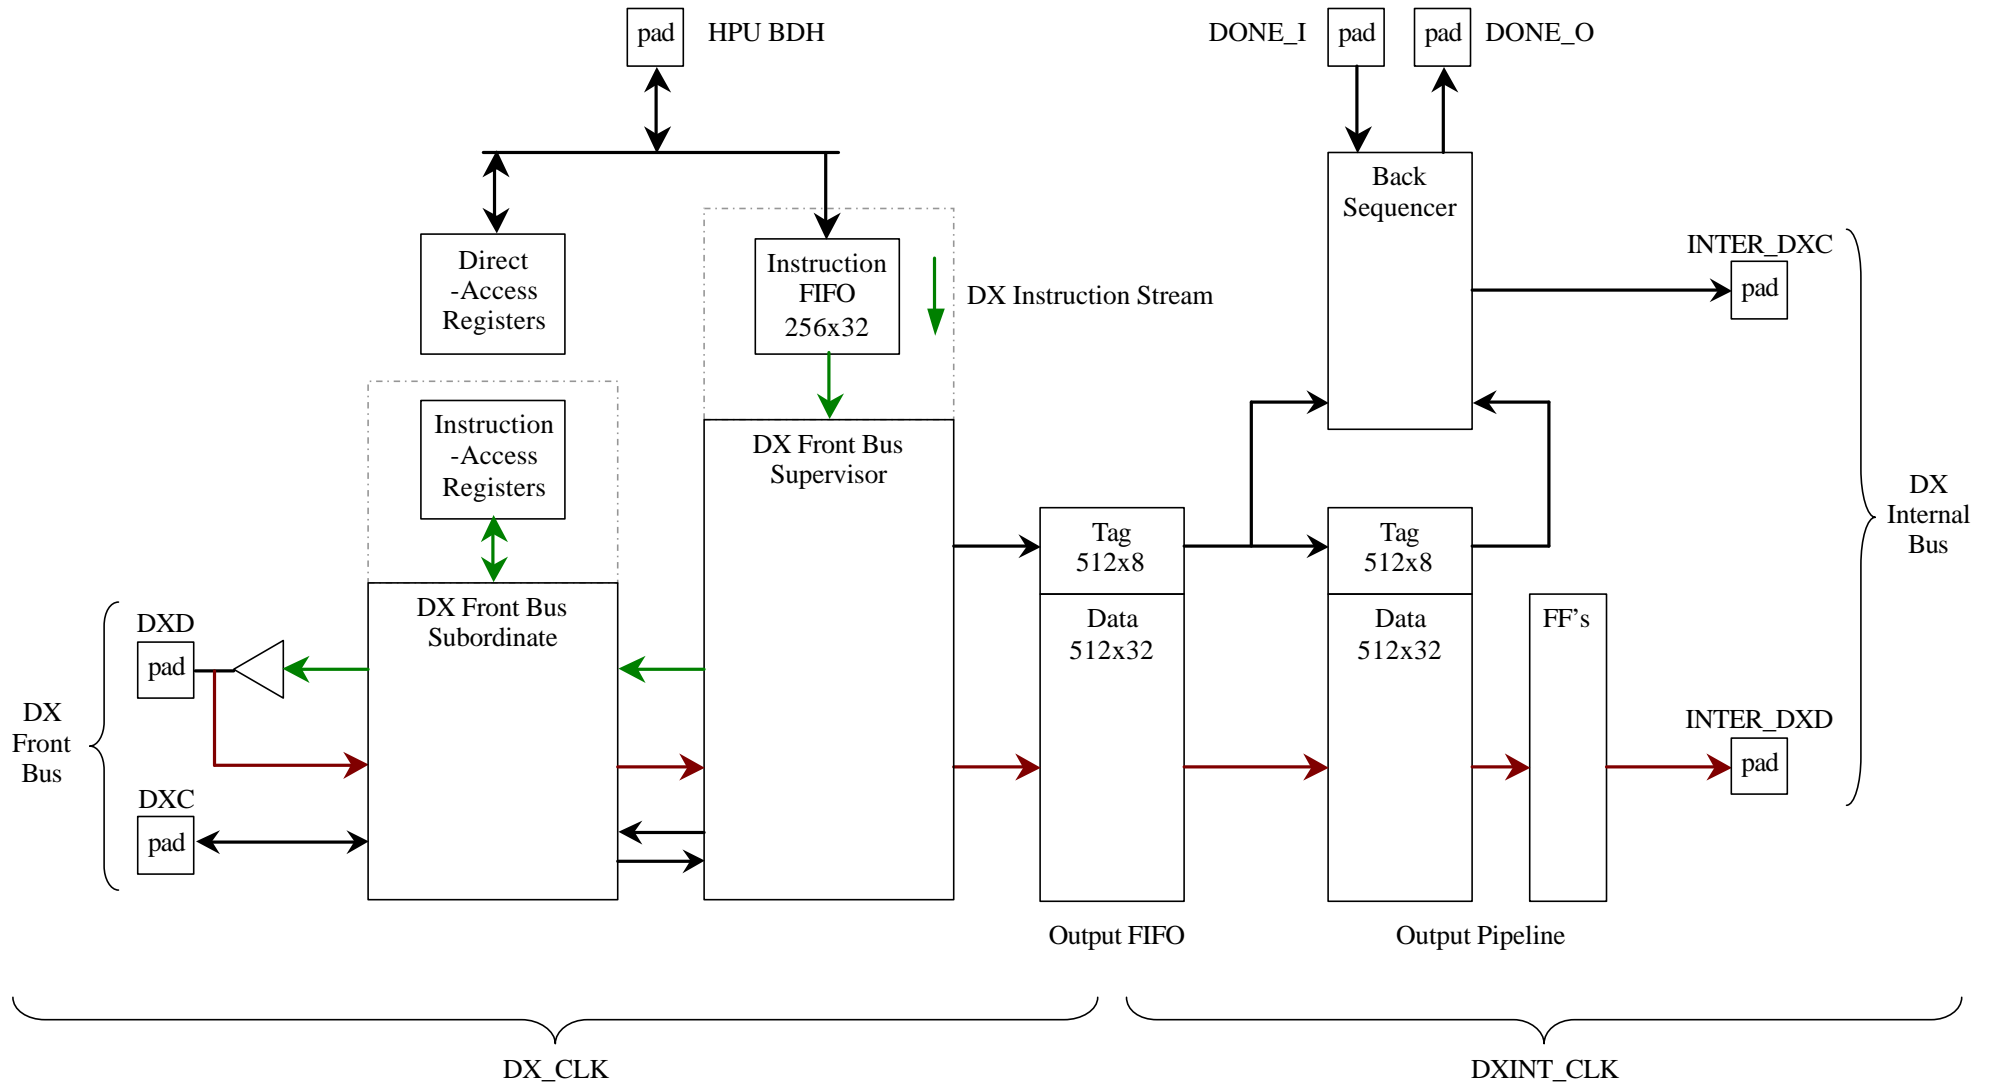 pad
HPU BDH
DONE_I
pad
pad
DONE_O
Back
Sequencer
Direct
-Access
Registers
Instruction
FIFO
256x32
DX Instruction Stream
INTER_DXC
pad
Instruction
-Access
Registers
DX Front Bus
Supervisor
DX
Internal
Bus
Tag
512x8
Tag
512x8
DX Front Bus
Subordinate
Data
512x32
Data
512x32
FF's
DXD
pad
DX
Front
Bus
INTER_DXD
pad
DXC
pad
Output FIFO
Output Pipeline
DX_CLK
DXINT_CLK